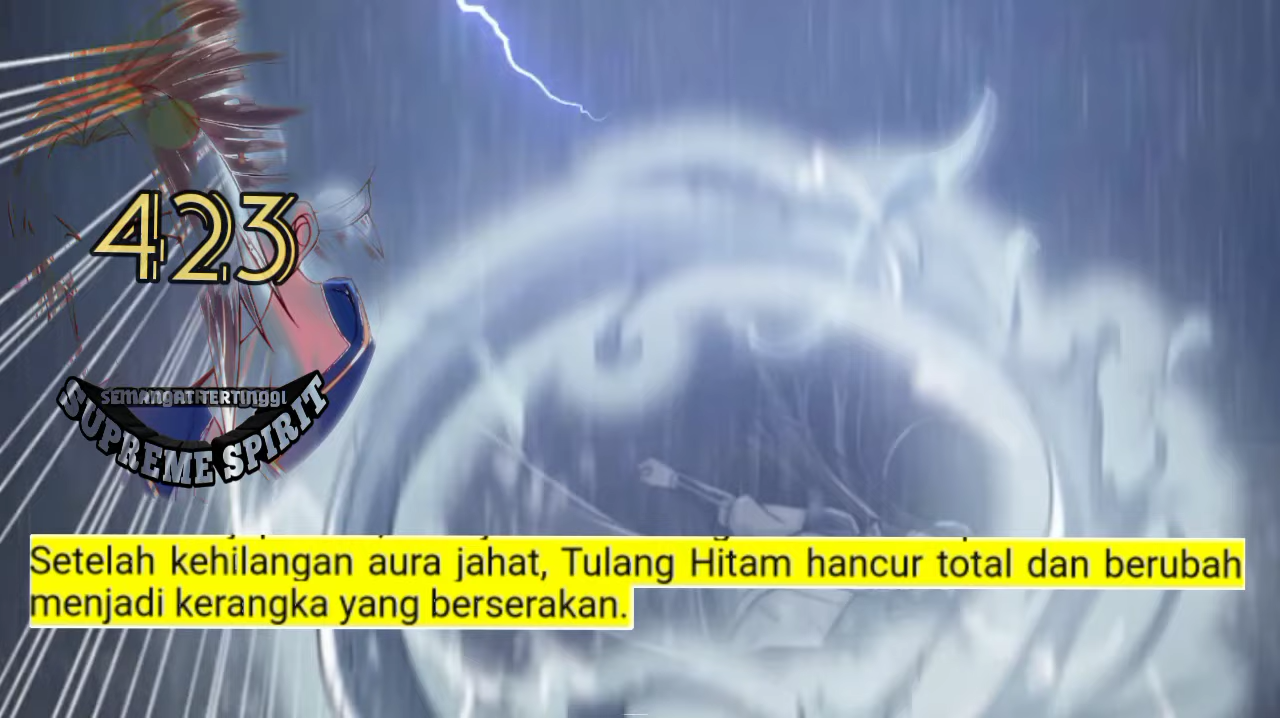 423
SEMANGAT TERTINGGI
SUPREME SPIRIT
Setelah kehilangan aura jahat, Tulang Hitam hancur total dan berubah
menjadi kerangka yang berserakan.